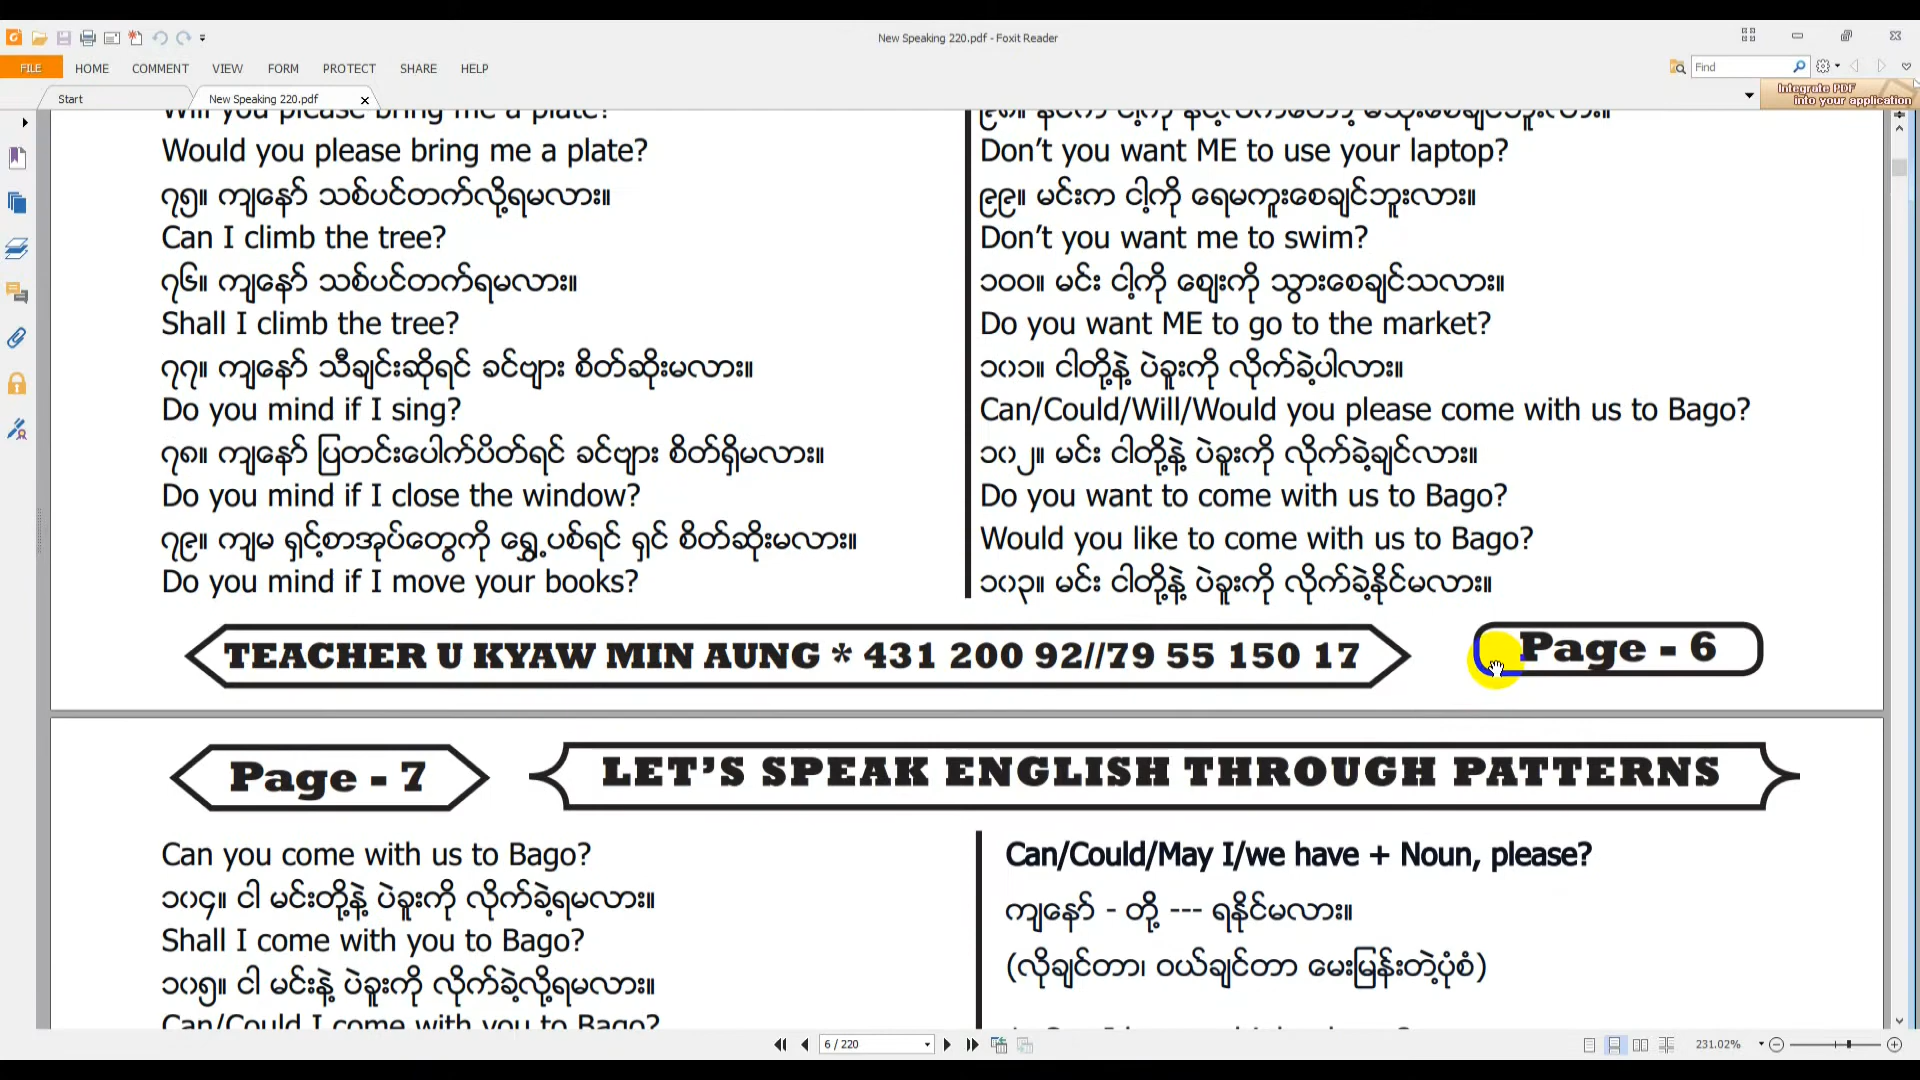 New Speaking 220.pdf - Foxit Reader
FILE HOME COMMENT VIEW FORM PROTECT SHARE HELP
Find
Start
New Speaking 220.pdf
Integrate PDF
into your application
Will you please bring me a plate?
Would you please bring me a plate?
၇၅။ ကျနော် သစ်ပင်တက်လို့ရမလား။
Can I climb the tree?
၇၆။ ကျနော် သစ်ပင်တက်ရမလား။
Shall I climb the tree?
၇၇။ ကျနော် သီချင်းဆိုရင် ခင်ဗျား စိတ်ဆိုးမလား။
Do you mind if I sing?
၇၈။ ကျနော် ပြတင်းပေါက်ပိတ်ရင် ခင်ဗျား စိတ်ရှိမလား။
Do you mind if I close the window?
၇၉။ ကျမ ရှင့်စာအုပ်တွေကို ရွှေ့ပစ်ရင် ရှင် စိတ်ဆိုးမလား။
Do you mind if I move your books?
Don't you want ME to use your laptop?
၉၉။ မင်းက ငါ့ကို ရေမကူးစေချင်ဘူးလား။
Don't you want me to swim?
၁၀၀။ မင်း ငါ့ကို ဈေးကို သွားစေချင်သလား။
Do you want ME to go to the market?
၁၀၁။ ငါတို့နဲ့ ပဲခူးကို လိုက်ခဲ့ပါလား။
Can/Could/Will/Would you please come with us to Bago?
၁၀၂။ မင်း ငါတို့နဲ့ ပဲခူးကို လိုက်ခဲ့ချင်လား။
Do you want to come with us to Bago?
Would you like to come with us to Bago?
၁၀၃။ မင်း ငါတို့နဲ့ ပဲခူးကို လိုက်ခဲ့နိုင်မလား။
TEACHER U KYAW MIN AUNG * 431 200 92//79 55 150 17
Page - 6
Page - 7
LET'S SPEAK ENGLISH THROUGH PATTERNS
Can you come with us to Bago?
၁၀၄။ ငါ မင်းတို့နဲ့ ပဲခူးကို လိုက်ခဲ့ရမလား။
Shall I come with you to Bago?
၁၀၅။ ငါ မင်းနဲ့ ပဲခူးကို လိုက်ခဲ့လို့ရမလား။
Can/Could I come with you to Bago?
Can/Could/May I/we have + Noun, please?
ကျနော် - တို့ --- ရနိုင်မလား။
(လိုချင်တာ၊ ဝယ်ချင်တာ မေးမြန်းတဲ့ပုံစံ)
6 / 220
231.02%